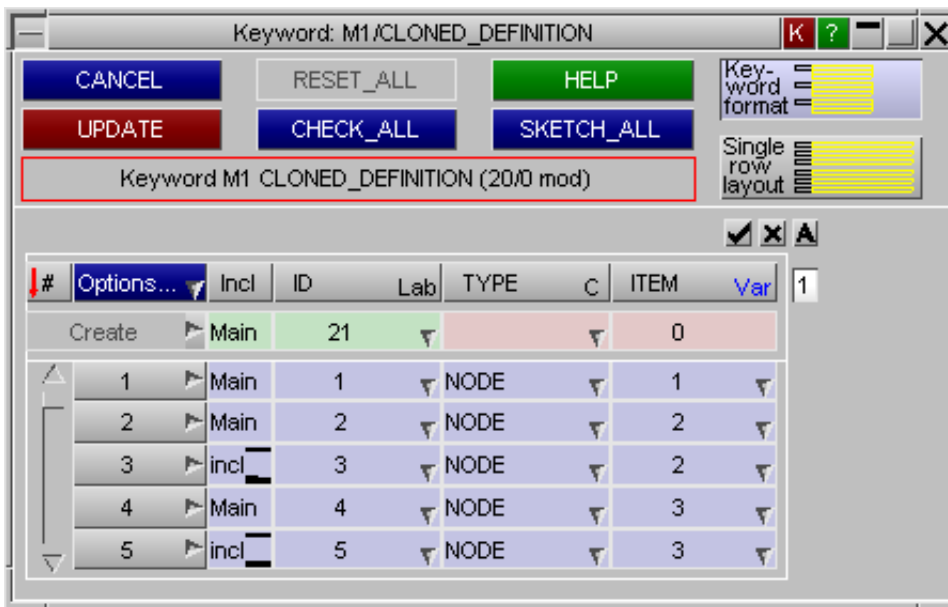 Keyword: M1/CLONED_DEFINITION K ?
CANCEL RESET_ALL HELP
UPDATE CHECK_ALL SKETCH_ALL
Key-
word
format
Single
row
layout
Keyword M1 CLONED_DEFINITION (20/0 mod)
A
# Options... Incl ID Lab TYPE C ITEM Var 1
Create Main 21 0
1 Main 1 NODE 1
2 Main 2 NODE 2
3 incl 3 NODE 2
4 Main 4 NODE 3
5 incl 5 NODE 3